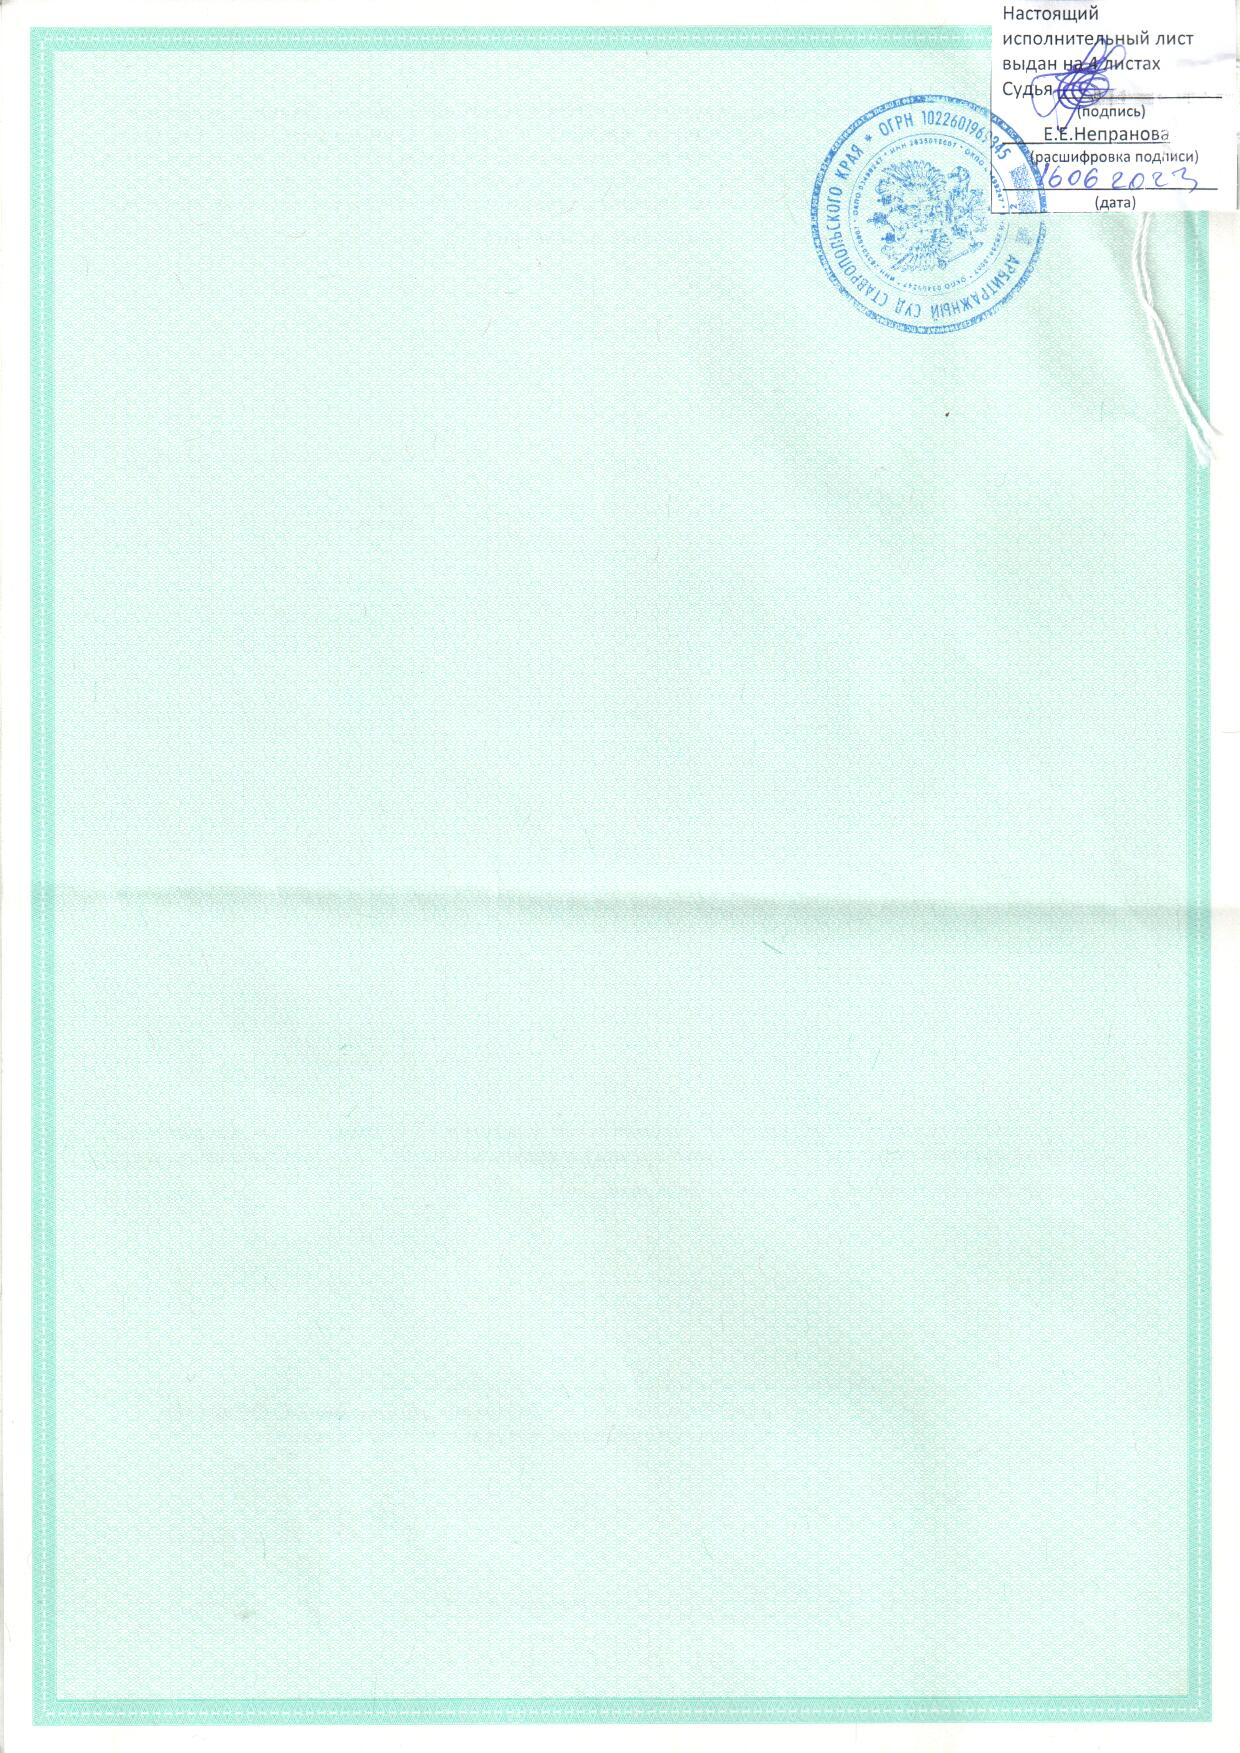 Настоящий
исполнительный лист
выдан на 4 листах
Судья
(подпись)
Е.Е.Непранова
(расшифровка подписи)
16 06 2023
(дата)
АРБИТРАЖНЫЙ СУД СТАВРОПОЛЬСКОГО КРАЯ * ОГРН 1022601969345